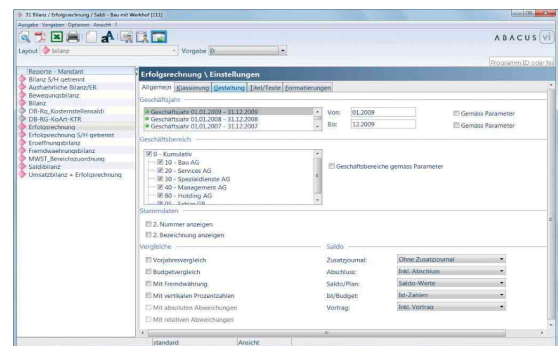 31 Bilanz / Erfolgsrechnung / Saldi - Bau mit Werkhof [111]
Ausgabe Vorgaben Optionen Ansicht ?
ABACUS VI
Layout bilanz Vorgabe D:
Programm ID oder
Reporte - Mandant
Bilanz S/H getrennt
Ausfuehrliche Bilanz/ER
Bewegungsbilanz
Bilanz
DB-Rg_Kostenstellensaldi
DB-RG-KoArt-KTR
Erfolgsrechnung
Erfolgsrechnung S/H getrennt
Eroeffnungsbilanz
Fremdwaehrungsbilanz
MWST_Bereichszuordnung
Saldibilanz
Umsatzbilanz + Erfolgsrechnung
Erfolgsrechnung \ Einstellungen
Allgemein Klassierung Gestaltung Titel/Texte Formatierungen
Geschäftsjahr
Geschäftsjahr 01.01.2009 - 31.12.2009
Geschäftsjahr 01.01.2008 - 31.12.2008
Geschäftsjahr 01.01.2007 - 31.12.2007
Von: 01.2009 Gemäss Parameter
Bis: 12.2009 Gemäss Parameter
Geschäftsbereich
0 - Kumulativ
10 - Bau AG
20 - Services AG
30 - Spezialdienste AG
40 - Management AG
80 - Holding AG
Geschäftsbereiche gemäss Parameter
Stammdaten
2. Nummer anzeigen
2. Bezeichnung anzeigen
Vergleiche
Vorjahresvergleich
Budgetvergleich
Mit Fremdwährung
Mit vertikalen Prozentzahlen
Mit absoluten Abweichungen
Mit relativen Abweichungen
Saldo
Zusatzjournal: Ohne Zusatzjournal
Abschluss: Inkl. Abschluss
Saldo/Plan: Saldo-Werte
Ist/Budget: Ist-Zahlen
Vortrag: Inkl. Vortrag
standard Ansicht